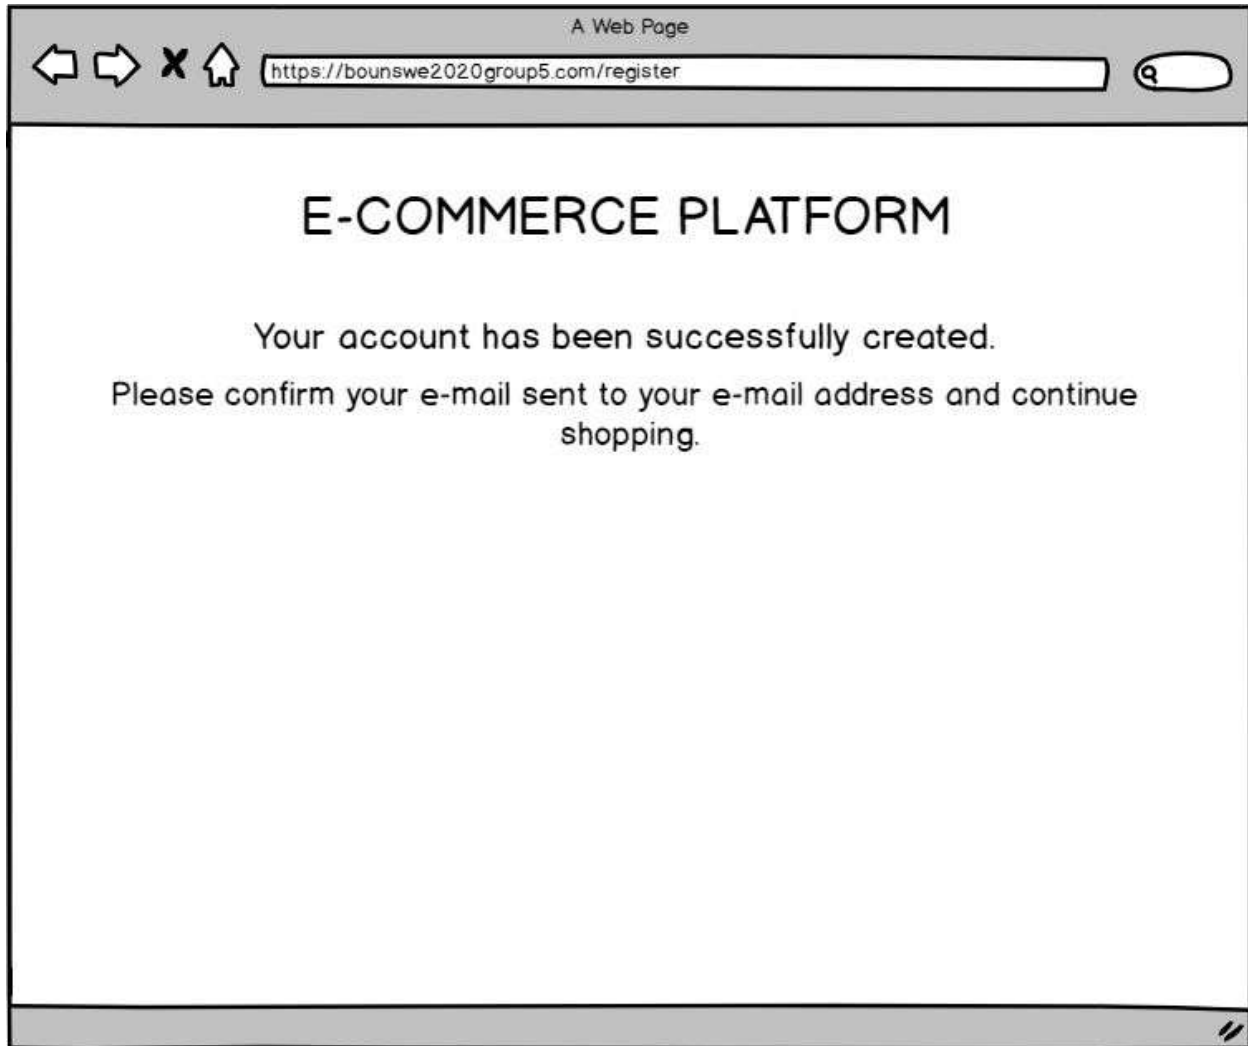 A Web Page
https://bounswe2020group5.com/register
E-COMMERCE PLATFORM
Your account has been successfully created.
Please confirm your e-mail sent to your e-mail address and continue
shopping.